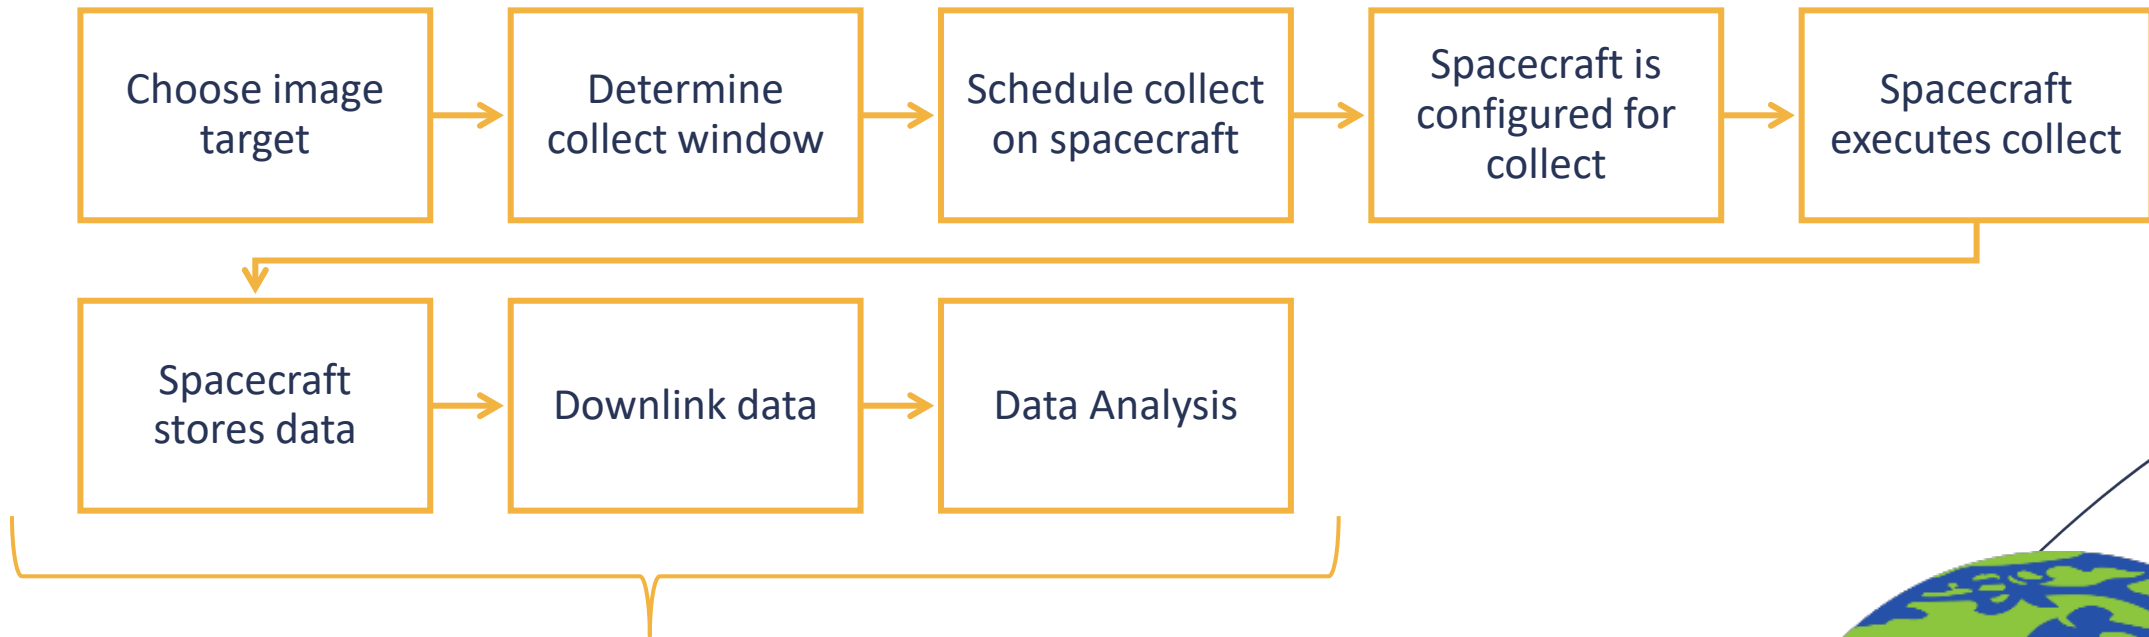 Choose image
target
Determine
collect window
Schedule collect
on spacecraft
Spacecraft is
configured for
collect
Spacecraft
executes collect
Spacecraft
stores data
Downlink data
Data Analysis